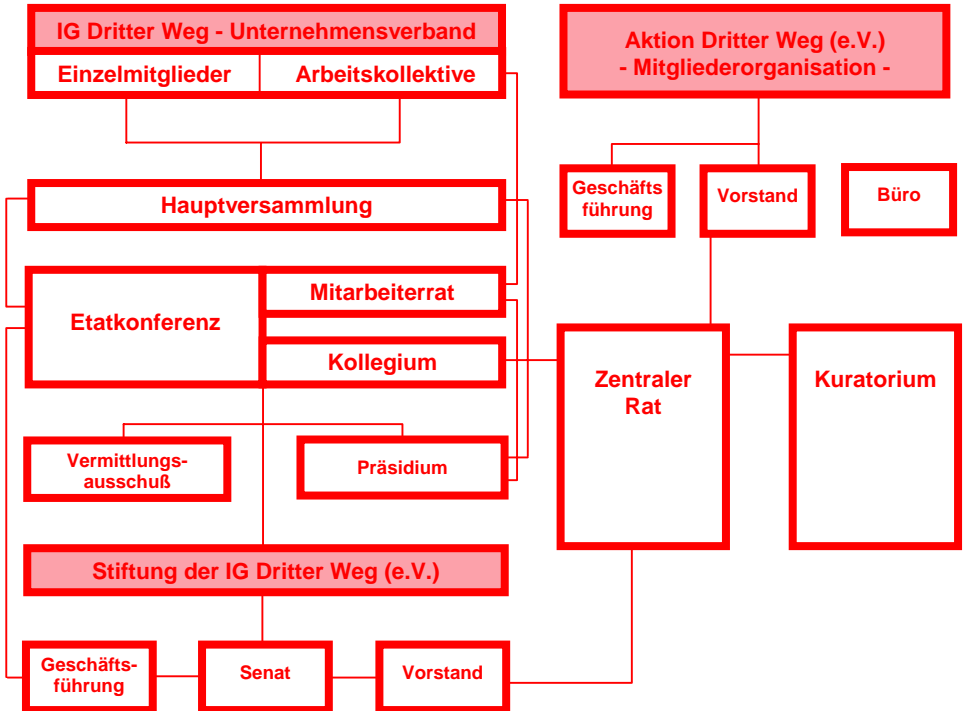 IG Dritter Weg - Unternehmensverband
Einzelmitglieder
Arbeitskollektive
Aktion Dritter Weg (e.V.)
- Mitgliederorganisation -
Geschäfts
führung
Vorstand
Büro
Hauptversammlung
Etatkonferenz
Mitarbeiterrat
Kollegium
Zentraler
Rat
Kuratorium
Vermittlungs-
ausschuß
Präsidium
Stiftung der IG Dritter Weg (e.V.)
Geschäfts-
führung
Senat
Vorstand